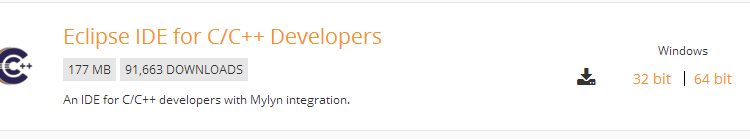 Eclipse IDE for C/C++ Developers
177 MB 91,663 DOWNLOADS
An IDE for C/C++ developers with Mylyn integration.
C++
Windows
32 bit | 64 bit